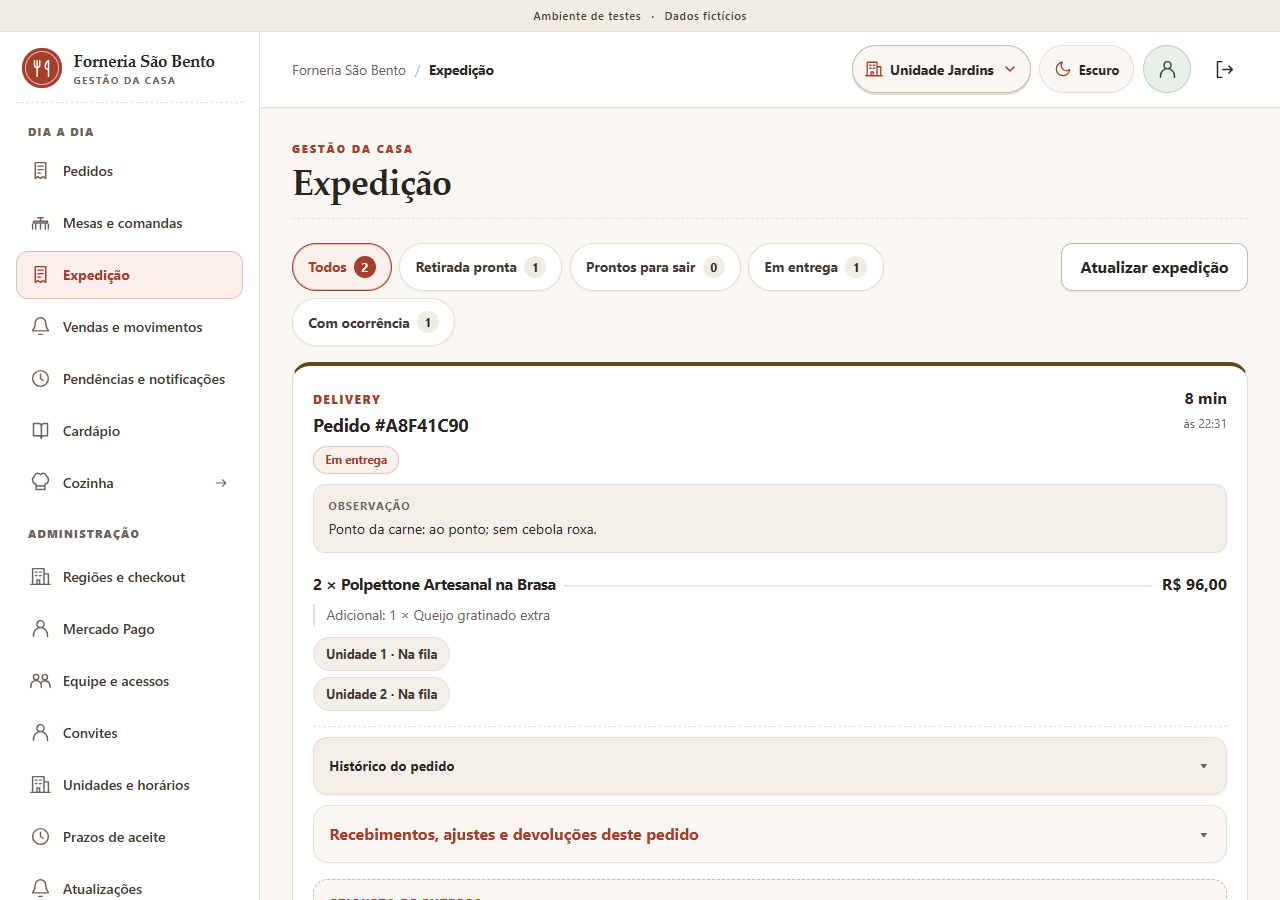 Ambiente de testes · Dados fictícios
Forneria São Bento
GESTÃO DA CASA
DIA A DIA
Pedidos
Mesas e comandas
Expedição
Vendas e movimentos
Pendências e notificações
Cardápio
Cozinha →
ADMINISTRAÇÃO
Regiões e checkout
Mercado Pago
Equipe e acessos
Convites
Unidades e horários
Prazos de aceite
Atualizações
Forneria São Bento / Expedição
Unidade Jardins
Escuro
GESTÃO DA CASA
Expedição
Todos 2
Retirada pronta 1
Prontos para sair 0
Em entrega 1
Com ocorrência 1
Atualizar expedição
DELIVERY
8 min
Pedido #A8F41C90
às 22:31
Em entrega
OBSERVAÇÃO
Ponto da carne: ao ponto; sem cebola roxa.
2 × Polpettone Artesanal na Brasa R$ 96,00
Adicional: 1 × Queijo gratinado extra
Unidade 1 · Na fila
Unidade 2 · Na fila
Histórico do pedido
Recebimentos, ajustes e devoluções deste pedido